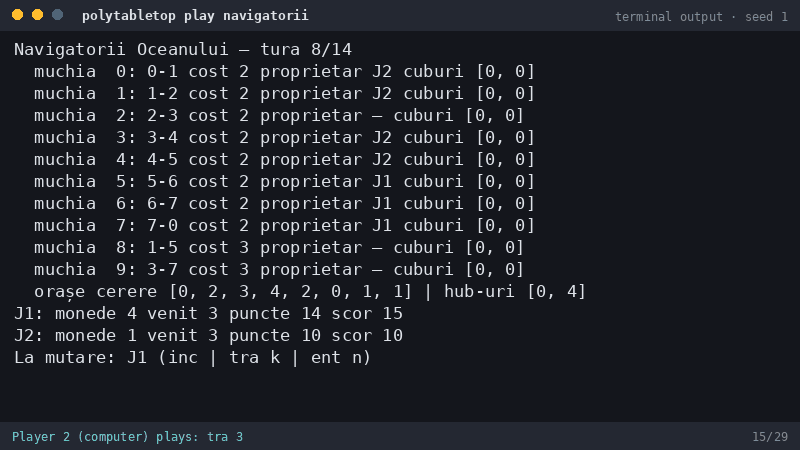 polytabletop play navigatorii
terminal output · seed 1
Navigatorii Oceanului — tura 8/14
muchia  0: 0-1 cost 2 proprietar J2 cuburi [0, 0]
muchia  1: 1-2 cost 2 proprietar J2 cuburi [0, 0]
muchia  2: 2-3 cost 2 proprietar — cuburi [0, 0]
muchia  3: 3-4 cost 2 proprietar J2 cuburi [0, 0]
muchia  4: 4-5 cost 2 proprietar J2 cuburi [0, 0]
muchia  5: 5-6 cost 2 proprietar J1 cuburi [0, 0]
muchia  6: 6-7 cost 2 proprietar J1 cuburi [0, 0]
muchia  7: 7-0 cost 2 proprietar J1 cuburi [0, 0]
muchia  8: 1-5 cost 3 proprietar — cuburi [0, 0]
muchia  9: 3-7 cost 3 proprietar — cuburi [0, 0]
orașe cerere [0, 2, 3, 4, 2, 0, 1, 1] | hub-uri [0, 4]
J1: monede 4 venit 3 puncte 14 scor 15
J2: monede 1 venit 3 puncte 10 scor 10
La mutare: J1 (inc | tra k | ent n)
Player 2 (computer) plays: tra 3
15/29